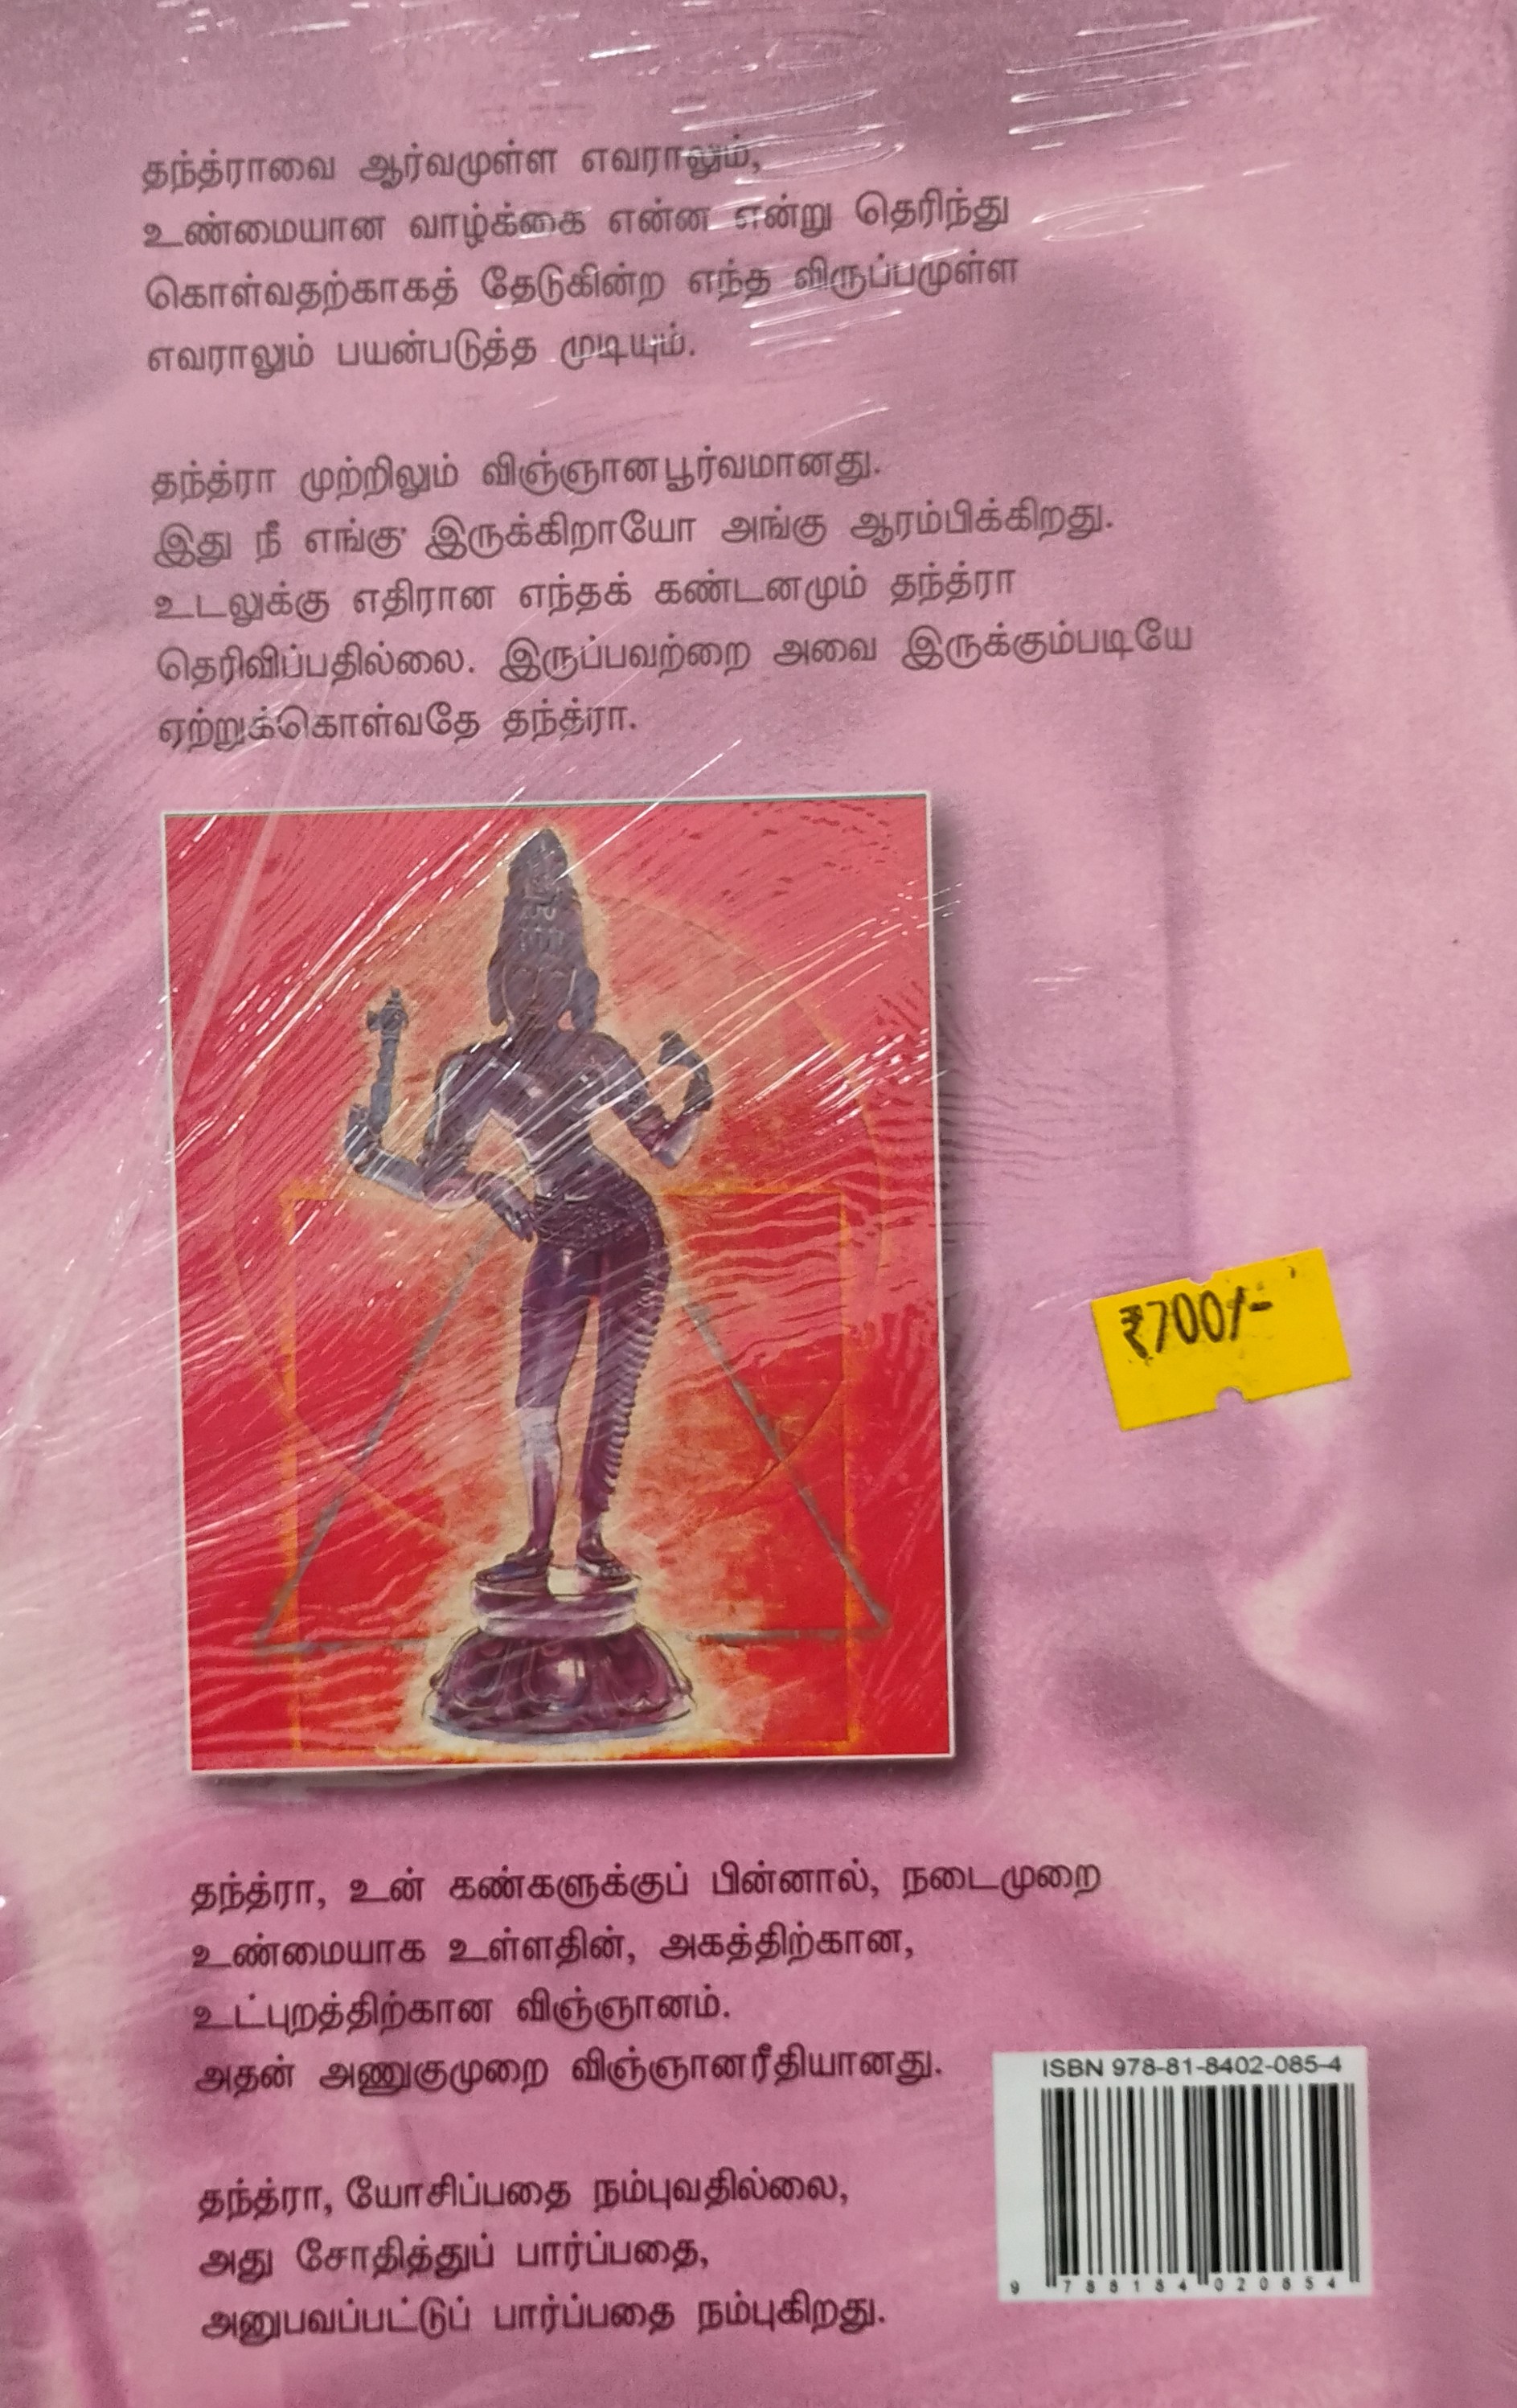 தந்த்ராவை ஆர்வமுள்ள எவராலும்,
உண்மையான வாழ்க்கை என்ன என்று தெரிந்து
கொள்வதற்காகத் தேடுகின்ற எந்த விருப்பமுள்ள
எவராலும் பயன்படுத்த முடியும்.
தந்த்ரா முற்றிலும் விஞ்ஞானபூர்வமானது.
இது நீ எங்கு இருக்கிறாயோ அங்கு ஆரம்பிக்கிறது.
உடலுக்கு எதிரான எந்தக் கண்டனமும் தந்த்ரா
தெரிவிப்பதில்லை. இருப்பவற்றை அவை இருக்கும்படியே
ஏற்றுக்கொள்வதே தந்த்ரா.
₹700/-
தந்த்ரா, உன் கண்களுக்குப் பின்னால், நடைமுறை
உண்மையாக உள்ளதின், அகத்திற்கான,
உட்புறத்திற்கான விஞ்ஞானம்.
அதன் அணுகுமுறை விஞ்ஞானரீதியானது.
ISBN 978-81-8402-085-4
9 788184 020854
தந்த்ரா, யோசிப்பதை நம்புவதில்லை,
அது சோதித்துப் பார்ப்பதை,
அனுபவப்பட்டுப் பார்ப்பதை நம்புகிறது.